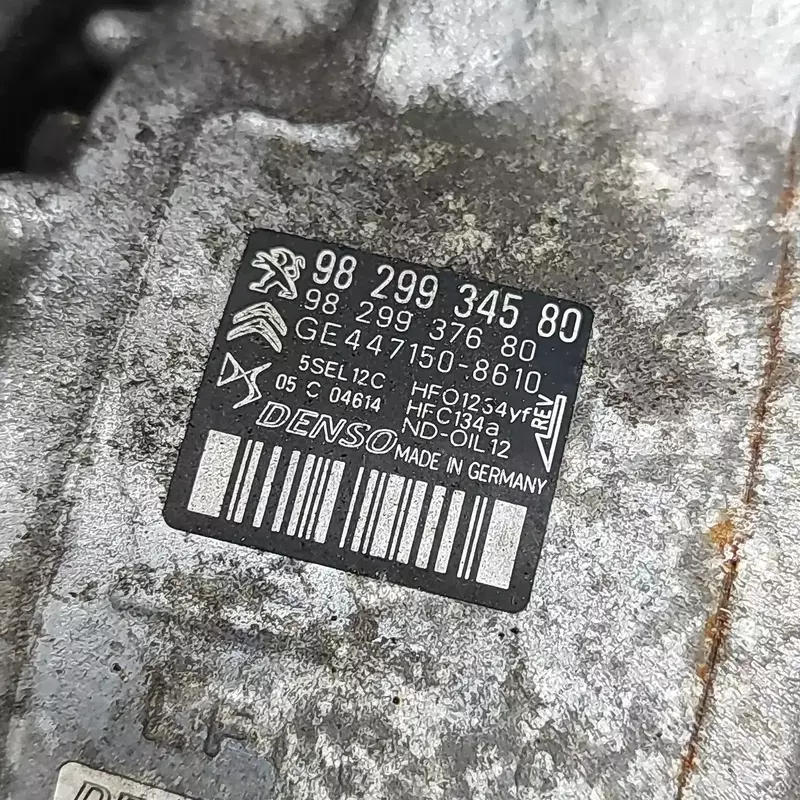 98 299 345 80
98 299 376 80
GE447150-8610
5SEL12C HFO1234yf
05 C 04614 HFC134a
ND-OIL12
REV
DENSO MADE IN GERMANY
LF